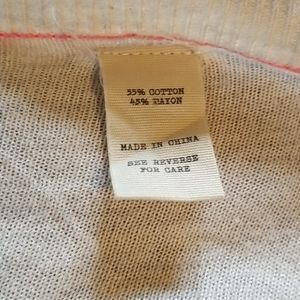 55% COTTON
45% RAYON
MADE IN CHINA
SEE REVERSE
FOR CARE